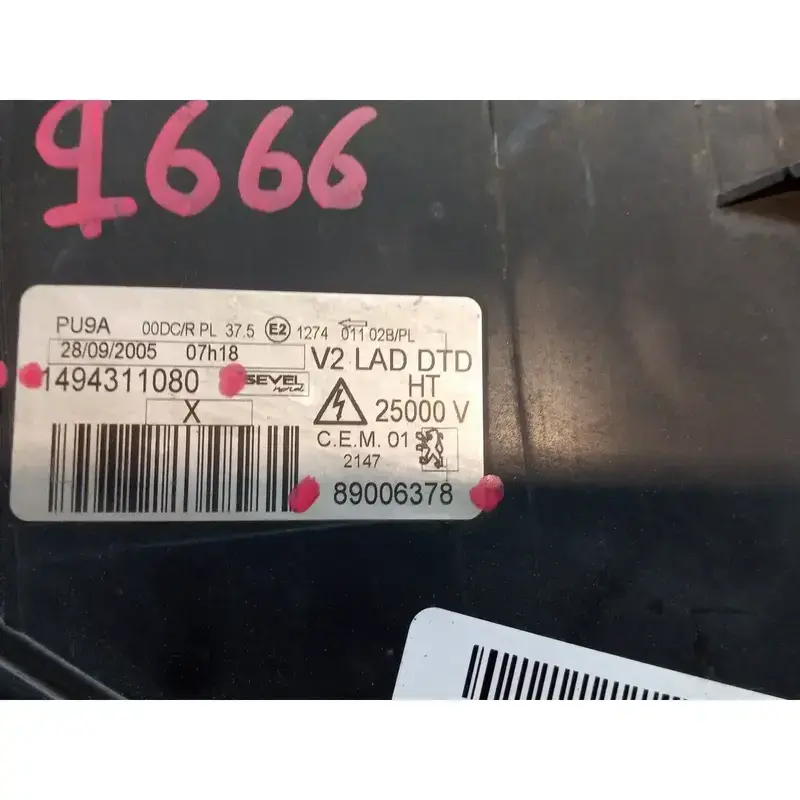 9666
PU9A 00DC/R PL 37.5 E2 1274 011 02B/PL
28/09/2005 07h18 V2 LAD DTD
1494311080 SEVEL HT
X 25000 V
C.E.M. 01
2147
89006378